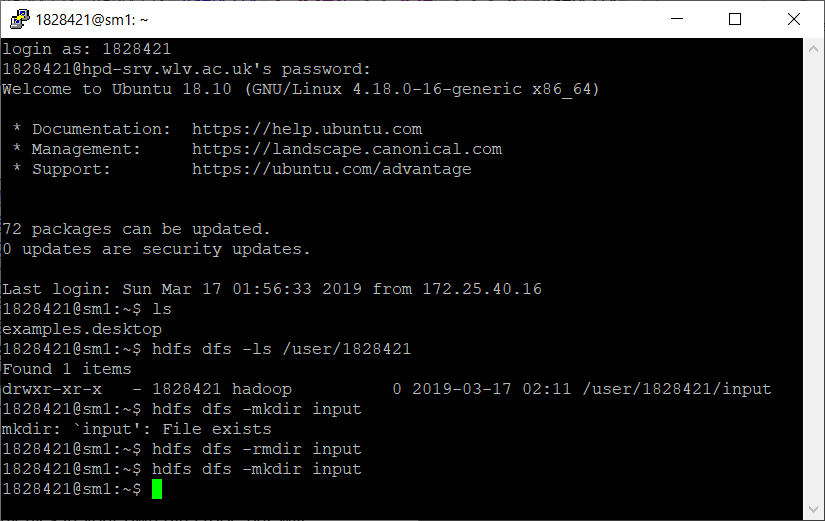 1828421@sm1: ~
login as: 1828421
1828421@hpd-srv.wlv.ac.uk's password:
Welcome to Ubuntu 18.10 (GNU/Linux 4.18.0-16-generic x86_64)
* Documentation:  https://help.ubuntu.com
* Management:     https://landscape.canonical.com
* Support:        https://ubuntu.com/advantage
72 packages can be updated.
0 updates are security updates.
Last login: Sun Mar 17 01:56:33 2019 from 172.25.40.16
1828421@sm1:~$ ls
examples.desktop
1828421@sm1:~$ hdfs dfs -ls /user/1828421
Found 1 items
drwxr-xr-x   - 1828421 hadoop          0 2019-03-17 02:11 /user/1828421/input
1828421@sm1:~$ hdfs dfs -mkdir input
mkdir: `input': File exists
1828421@sm1:~$ hdfs dfs -rmdir input
1828421@sm1:~$ hdfs dfs -mkdir input
1828421@sm1:~$